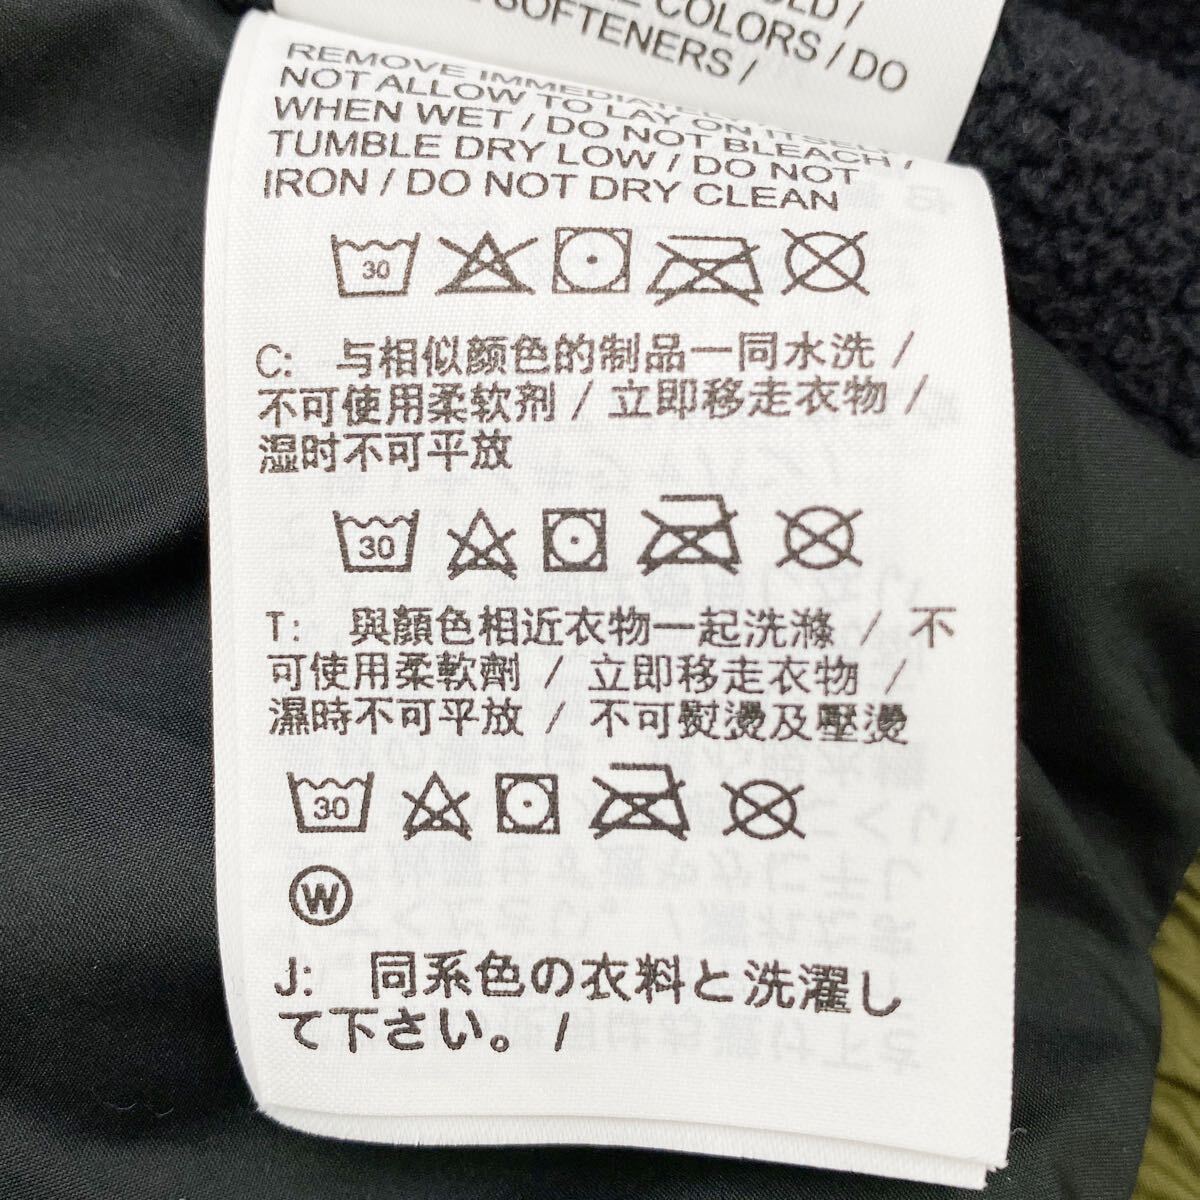 OLD /
COLORS / DO
SOFTENERS /
REMOVE IMMEDIATELY
NOT ALLOW TO LAY ON ITSELF
WHEN WET / DO NOT BLEACH /
TUMBLE DRY LOW / DO NOT
IRON / DO NOT DRY CLEAN
30
C: 与相似颜色的制品一同水洗 /
不可使用柔软剂 / 立即移走衣物 /
湿时不可平放
30
T: 與顏色相近衣物一起洗滌 / 不
可使用柔軟劑 / 立即移走衣物 /
濕時不可平放 / 不可熨燙及壓燙
30
W
J: 同系色の衣料と洗濯し
て下さい。/